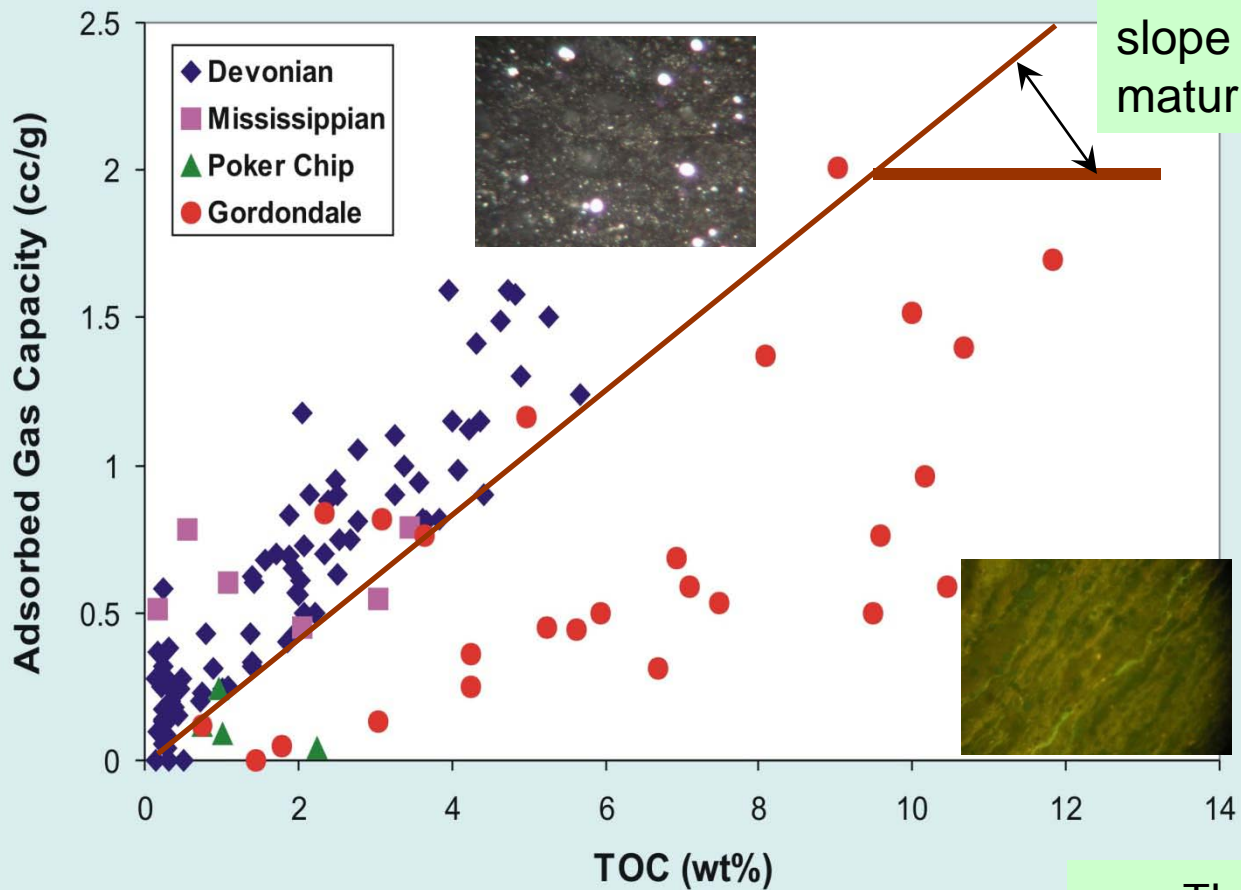 slope
matur
2.5
Devonian
Mississippian
Poker Chip
Gordondale
2
1.5
1
0.5
0
Adsorbed Gas Capacity (cc/g)
0 2 4 6 8 10 12 14
TOC (wt%)